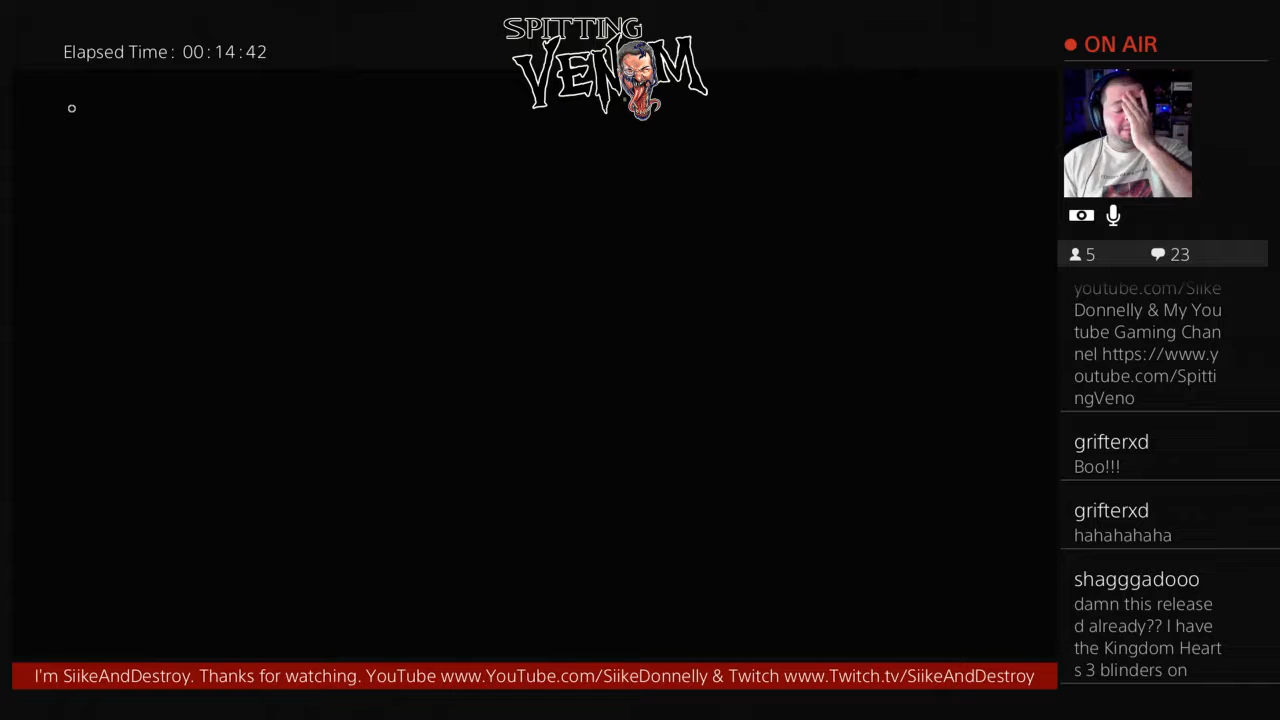 Elapsed Time: 00:14:42
SPITTING
VENOM
ON AIR
5 23
youtube.com/Siike
Donnelly & My You
tube Gaming Chan
nel https://www.y
outube.com/Spitti
ngVeno
grifterxd
Boo!!!
grifterxd
hahahahaha
shagggadooo
damn this release
d already?? I have
the Kingdom Heart
s 3 blinders on
I'm SiikeAndDestroy. Thanks for watching. YouTube www.YouTube.com/SiikeDonnelly & Twitch www.Twitch.tv/SiikeAndDestroy